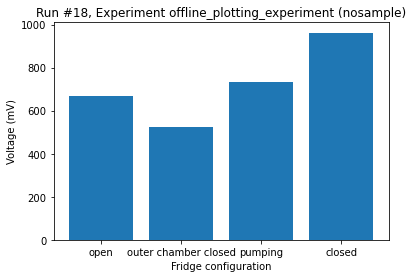 Run #18, Experiment offline_plotting_experiment (nosample)
1000
800
600
400
200
0
Voltage (mV)
open outer chamber closed pumping closed
Fridge configuration